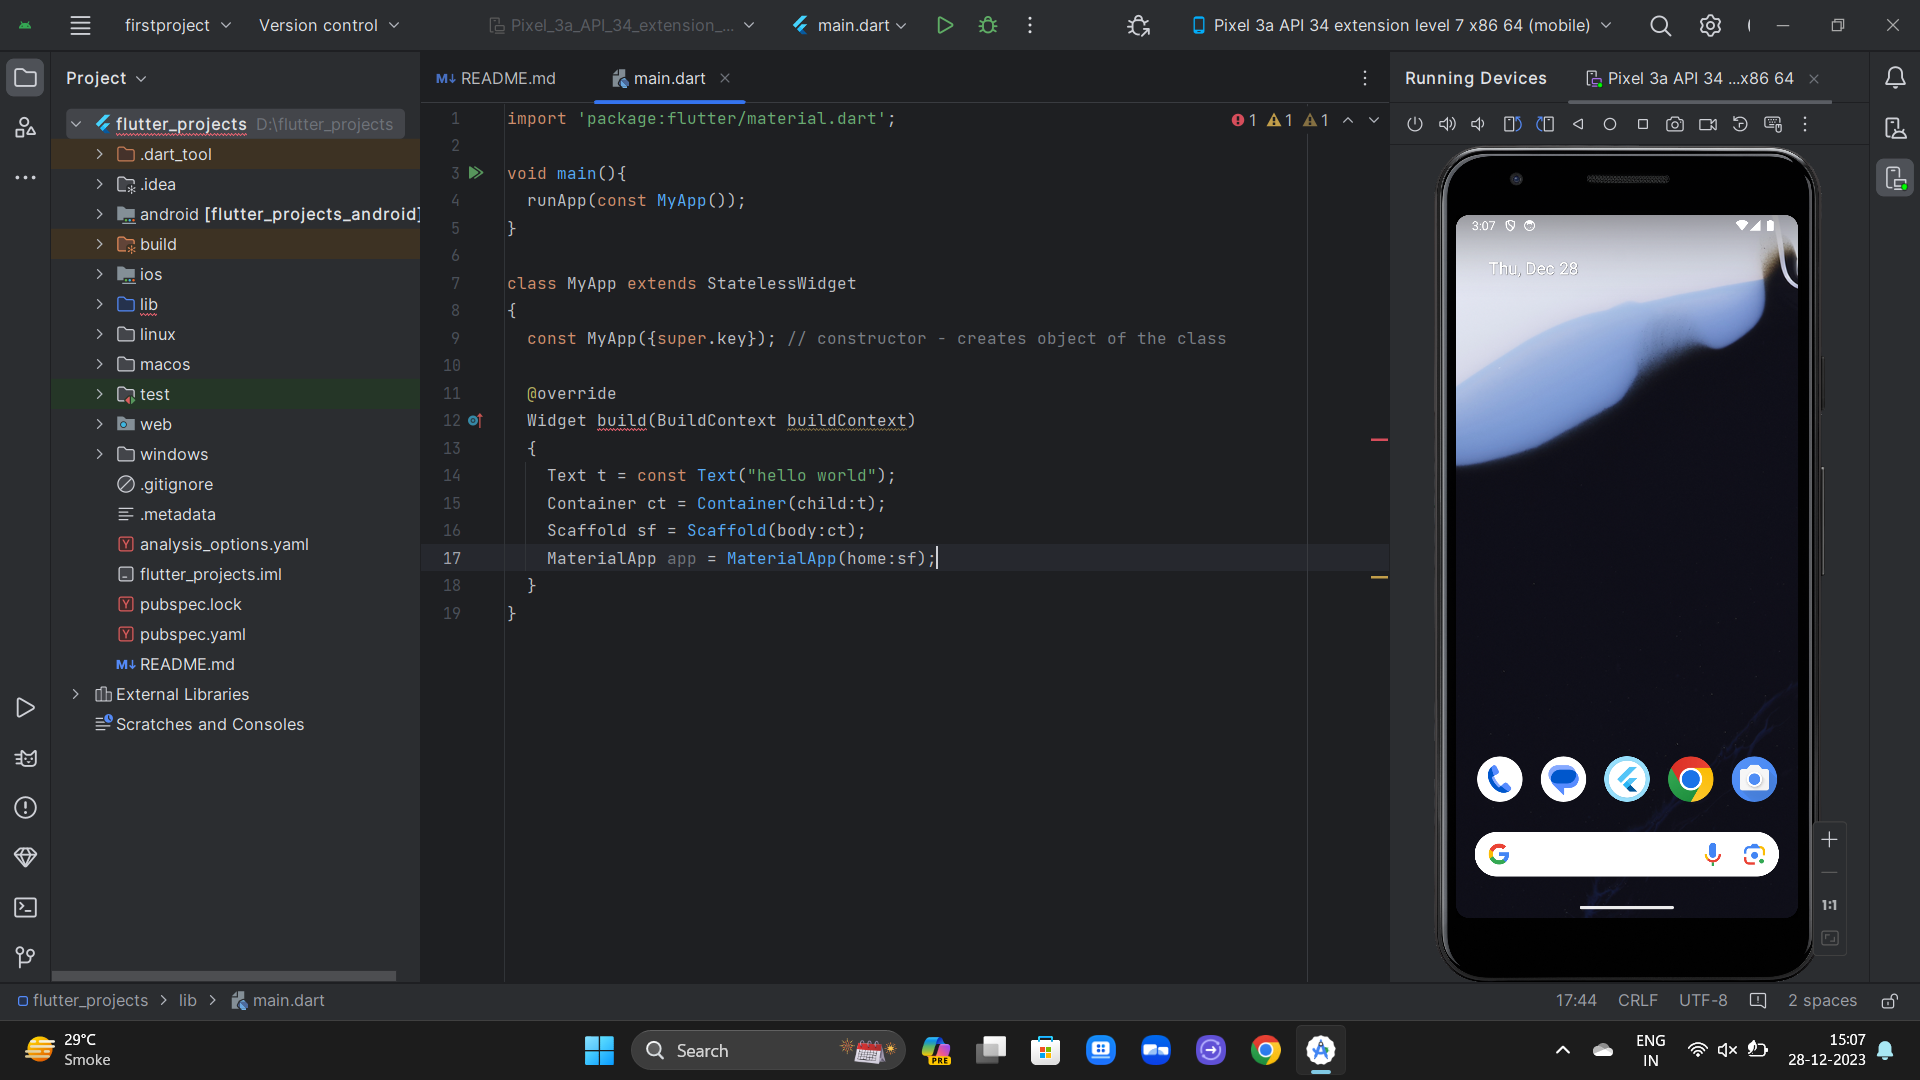 firstproject
Version control
Pixel_3a_API_34_extension_...
main.dart
Pixel 3a API 34 extension level 7 x86 64 (mobile)
Project
flutter_projects D:\flutter_projects
.dart_tool
.idea
android [flutter_projects_android]
build
ios
lib
linux
macos
test
web
windows
.gitignore
.metadata
analysis_options.yaml
flutter_projects.iml
pubspec.lock
pubspec.yaml
M↓ README.md
External Libraries
Scratches and Consoles
M↓ README.md
main.dart
1 import 'package:flutter/material.dart';
2
3 void main(){
4 runApp(const MyApp());
5 }
6
7 class MyApp extends StatelessWidget
8 {
9 const MyApp({super.key}); // constructor - creates object of the class
10
11 @override
12 Widget build(BuildContext buildContext)
13 {
14 Text t = const Text("hello world");
15 Container ct = Container(child:t);
16 Scaffold sf = Scaffold(body:ct);
17 MaterialApp app = MaterialApp(home:sf);
18 }
19 }
1 1 1
Running Devices
Pixel 3a API 34 ...x86 64
3:07
Thu, Dec 28
1:1
flutter_projects > lib > main.dart
17:44 CRLF UTF-8 2 spaces
29°C
Smoke
Search
PRE
ENG
IN
15:07
28-12-2023